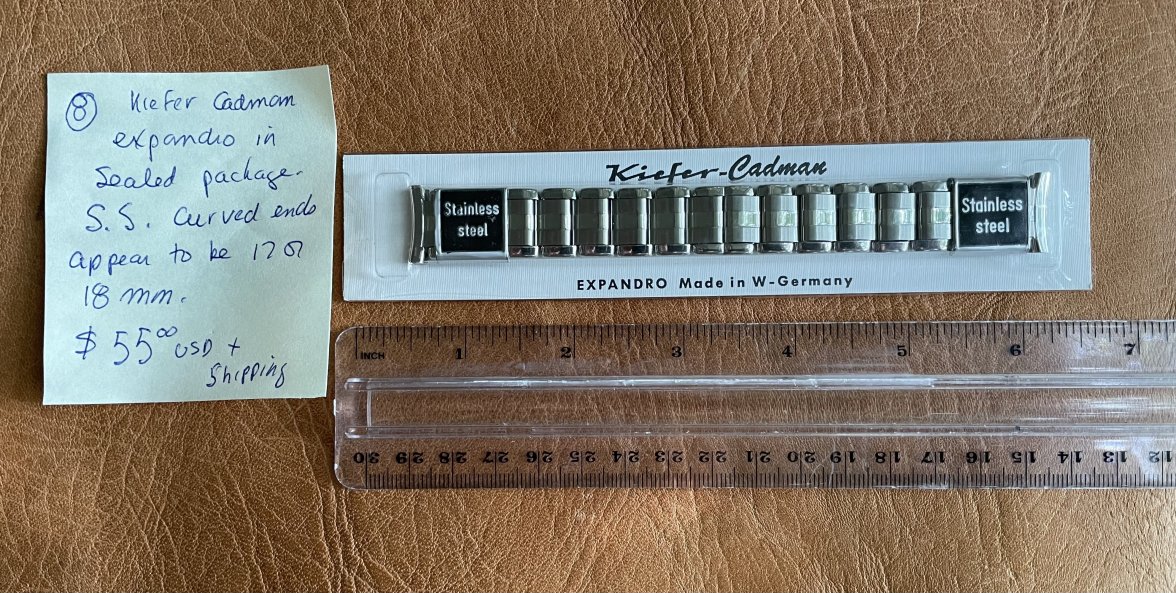 ⑧ Kiefer Cadman
expandro in
Sealed package.
S.S. Curved ends
appear to be 17 or
18 mm.
$ 55⁰⁰ USD +
Shipping
Kiefer-Cadman
Stainless
steel
Stainless
steel
EXPANDRO Made in W-Germany
INCH 1 2 3 4 5 6 7
30 29 28 27 26 25 24 23 22 21 20 19 18 17 16 15 14 13 12